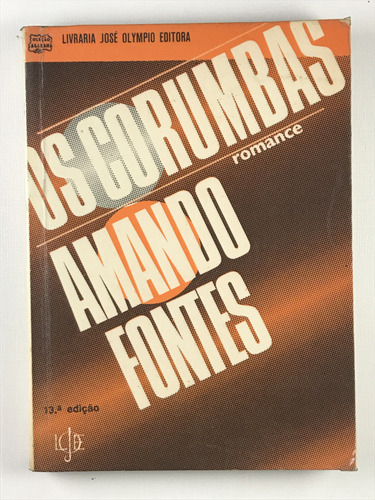 LIVRARIA JOSÉ OLYMPIO EDITORA
OS CORUMBAS
romance
AMANDO
FONTES
13.ª edição